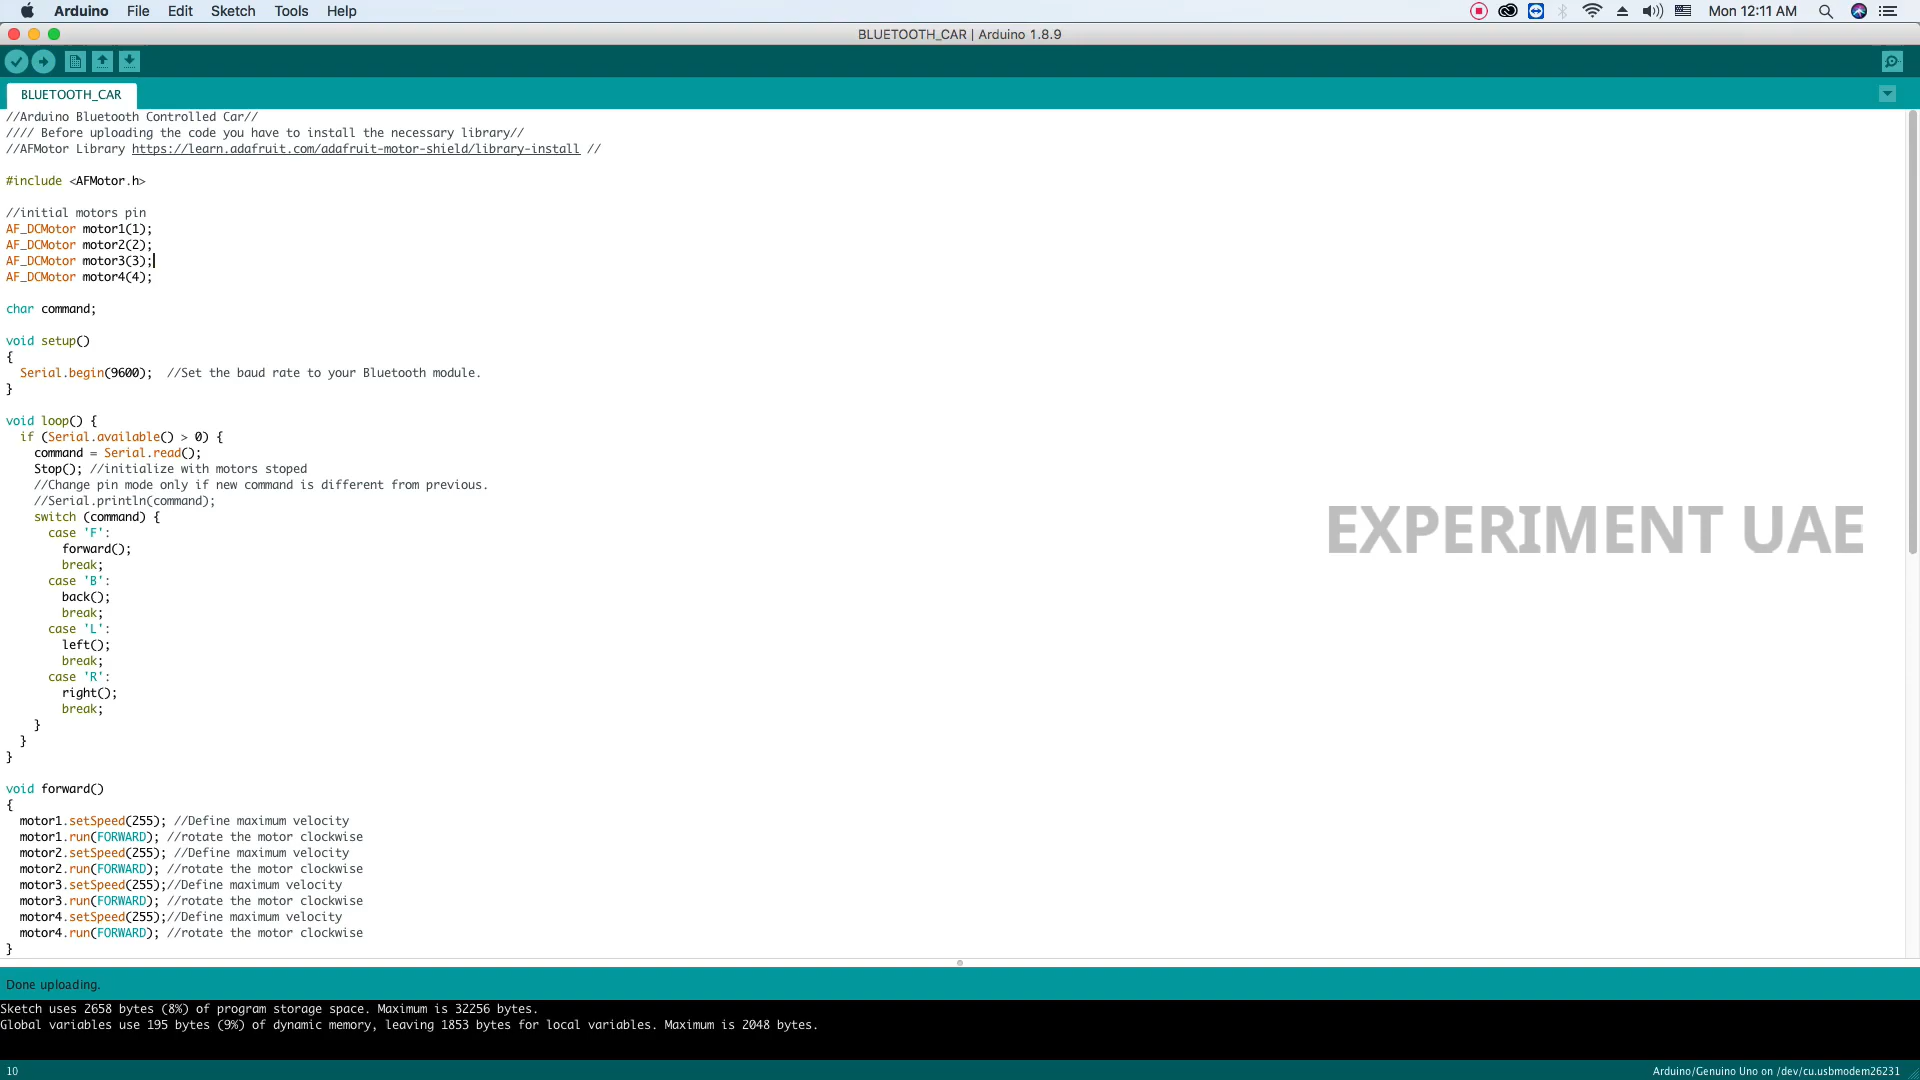 Arduino File Edit Sketch Tools Help Mon 12:11 AM
BLUETOOTH_CAR | Arduino 1.8.9
BLUETOOTH_CAR
//Arduino Bluetooth Controlled Car//
//// Before uploading the code you have to install the necessary library//
//AFMotor Library https://learn.adafruit.com/adafruit-motor-shield/library-install //
#include <AFMotor.h>
//initial motors pin
AF_DCMotor motor1(1);
AF_DCMotor motor2(2);
AF_DCMotor motor3(3);
AF_DCMotor motor4(4);
char command;
void setup()
{
Serial.begin(9600);  //Set the baud rate to your Bluetooth module.
}
void loop() {
if (Serial.available() > 0) {
command = Serial.read();
Stop(); //initialize with motors stoped
//Change pin mode only if new command is different from previous.
//Serial.println(command);
switch (command) {
case 'F':
forward();
break;
case 'B':
back();
break;
case 'L':
left();
break;
case 'R':
right();
break;
}
}
}
void forward()
{
motor1.setSpeed(255); //Define maximum velocity
motor1.run(FORWARD); //rotate the motor clockwise
motor2.setSpeed(255); //Define maximum velocity
motor2.run(FORWARD); //rotate the motor clockwise
motor3.setSpeed(255);//Define maximum velocity
motor3.run(FORWARD); //rotate the motor clockwise
motor4.setSpeed(255);//Define maximum velocity
motor4.run(FORWARD); //rotate the motor clockwise
}
EXPERIMENT UAE
Done uploading.
Sketch uses 2658 bytes (8%) of program storage space. Maximum is 32256 bytes.
Global variables use 195 bytes (9%) of dynamic memory, leaving 1853 bytes for local variables. Maximum is 2048 bytes.
10 Arduino/Genuino Uno on /dev/cu.usbmodem26231